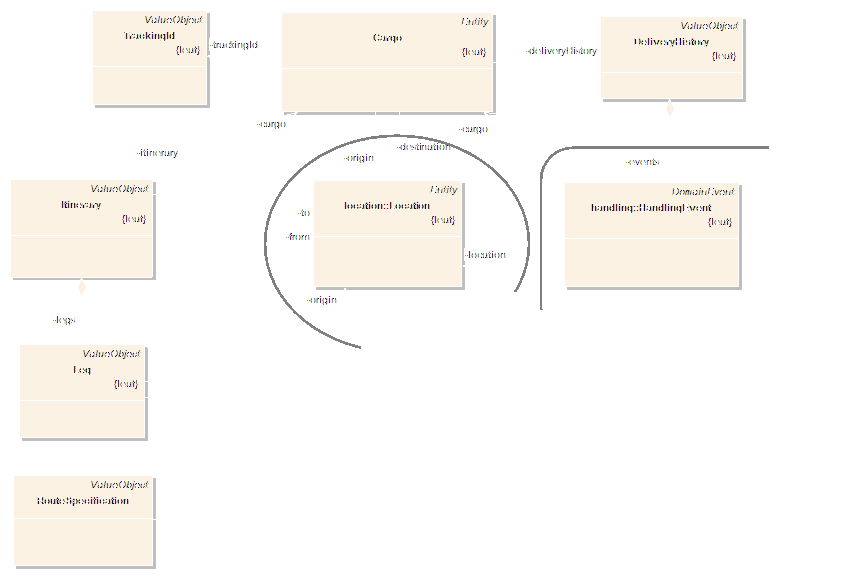 ValueObject
TrackingId
{leaf}
~trackingId
Entity
Cargo
{leaf}
~deliveryHistory
ValueObject
DeliveryHistory
{leaf}
~cargo
~cargo
~itinerary
~origin
~destination
~events
ValueObject
Itinerary
{leaf}
Entity
location::Location
{leaf}
~to
~from
~location
~origin
DomainEvent
handling::HandlingEvent
{leaf}
~legs
ValueObject
Leg
{leaf}
ValueObject
RouteSpecification